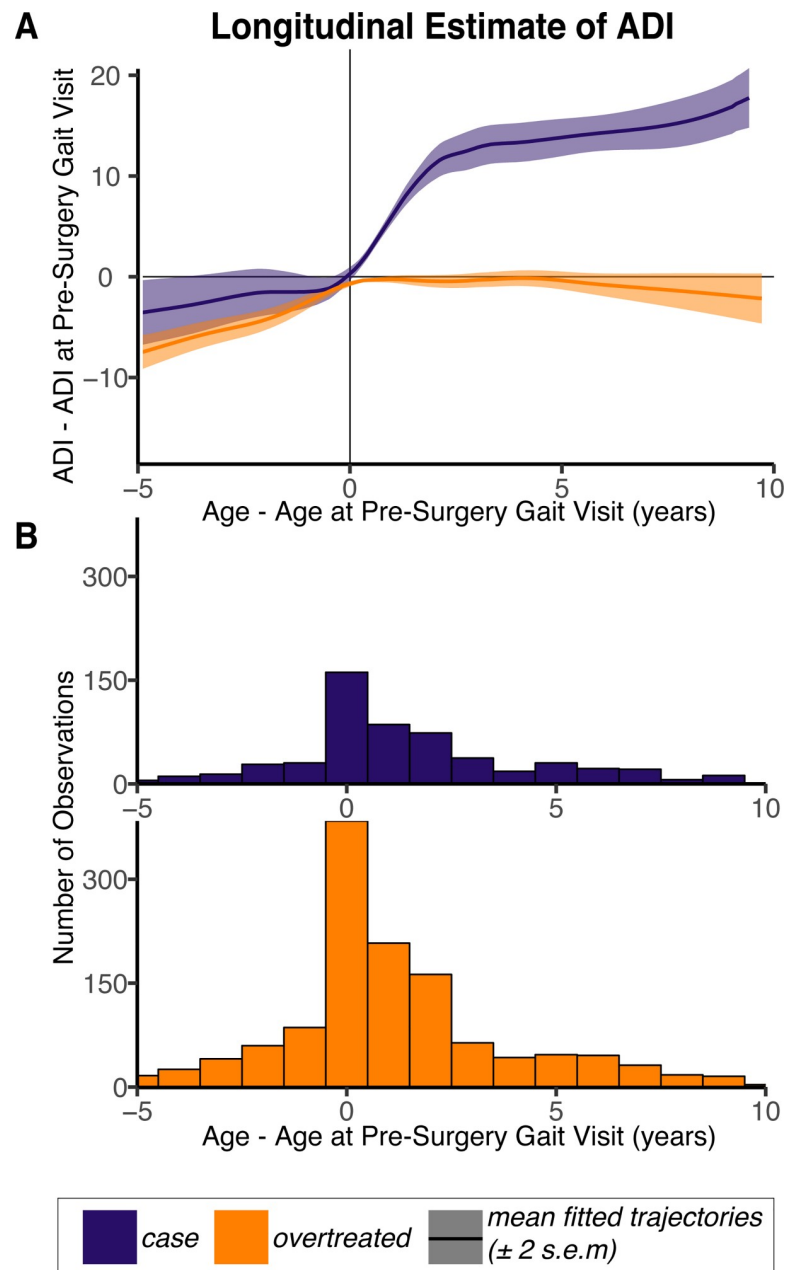 A
Longitudinal Estimate of ADI
ADI - ADI at Pre-Surgery Gait Visit
20
10
0
−10
−5
0
5
10
Age - Age at Pre-Surgery Gait Visit (years)
B
Number of Observations
300
150
0
−5
0
5
10
300
150
0
−5
0
5
10
Age - Age at Pre-Surgery Gait Visit (years)
case
overtreated
mean fitted trajectories
(± 2 s.e.m)